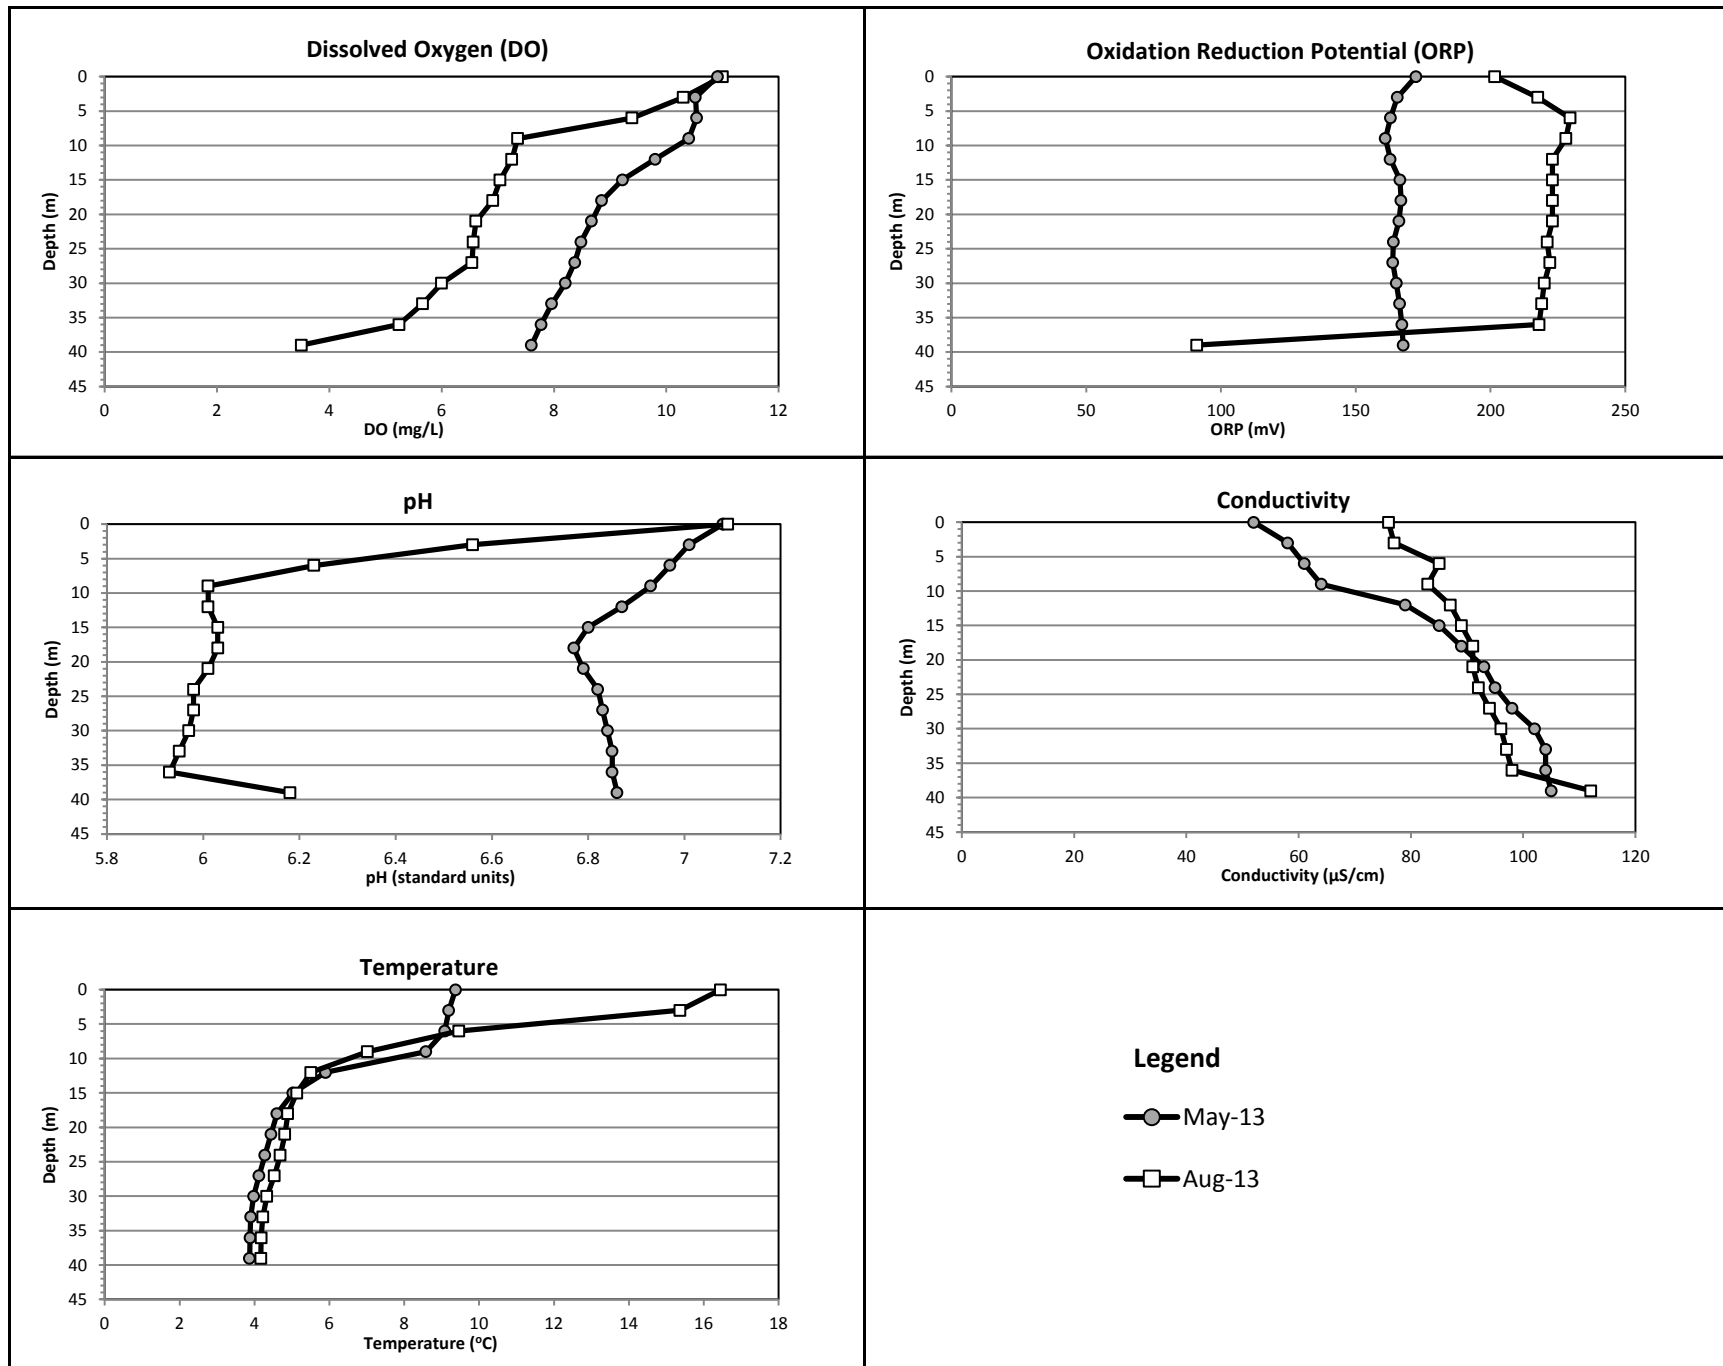 Dissolved Oxygen (DO)
0
5
10
15
20
25
30
35
40
45
Depth (m)
0 2 4 6 8 10 12
DO (mg/L)
Oxidation Reduction Potential (ORP)
0
5
10
15
20
25
30
35
40
45
Depth (m)
0 50 100 150 200 250
ORP (mV)
pH
0
5
10
15
20
25
30
35
40
45
Depth (m)
5.8 6 6.2 6.4 6.6 6.8 7 7.2
pH (standard units)
Conductivity
0
5
10
15
20
25
30
35
40
45
Depth (m)
0 20 40 60 80 100 120
Conductivity (µS/cm)
Temperature
0
5
10
15
20
25
30
35
40
45
Depth (m)
0 2 4 6 8 10 12 14 16 18
Temperature (ºC)
Legend
May-13
Aug-13